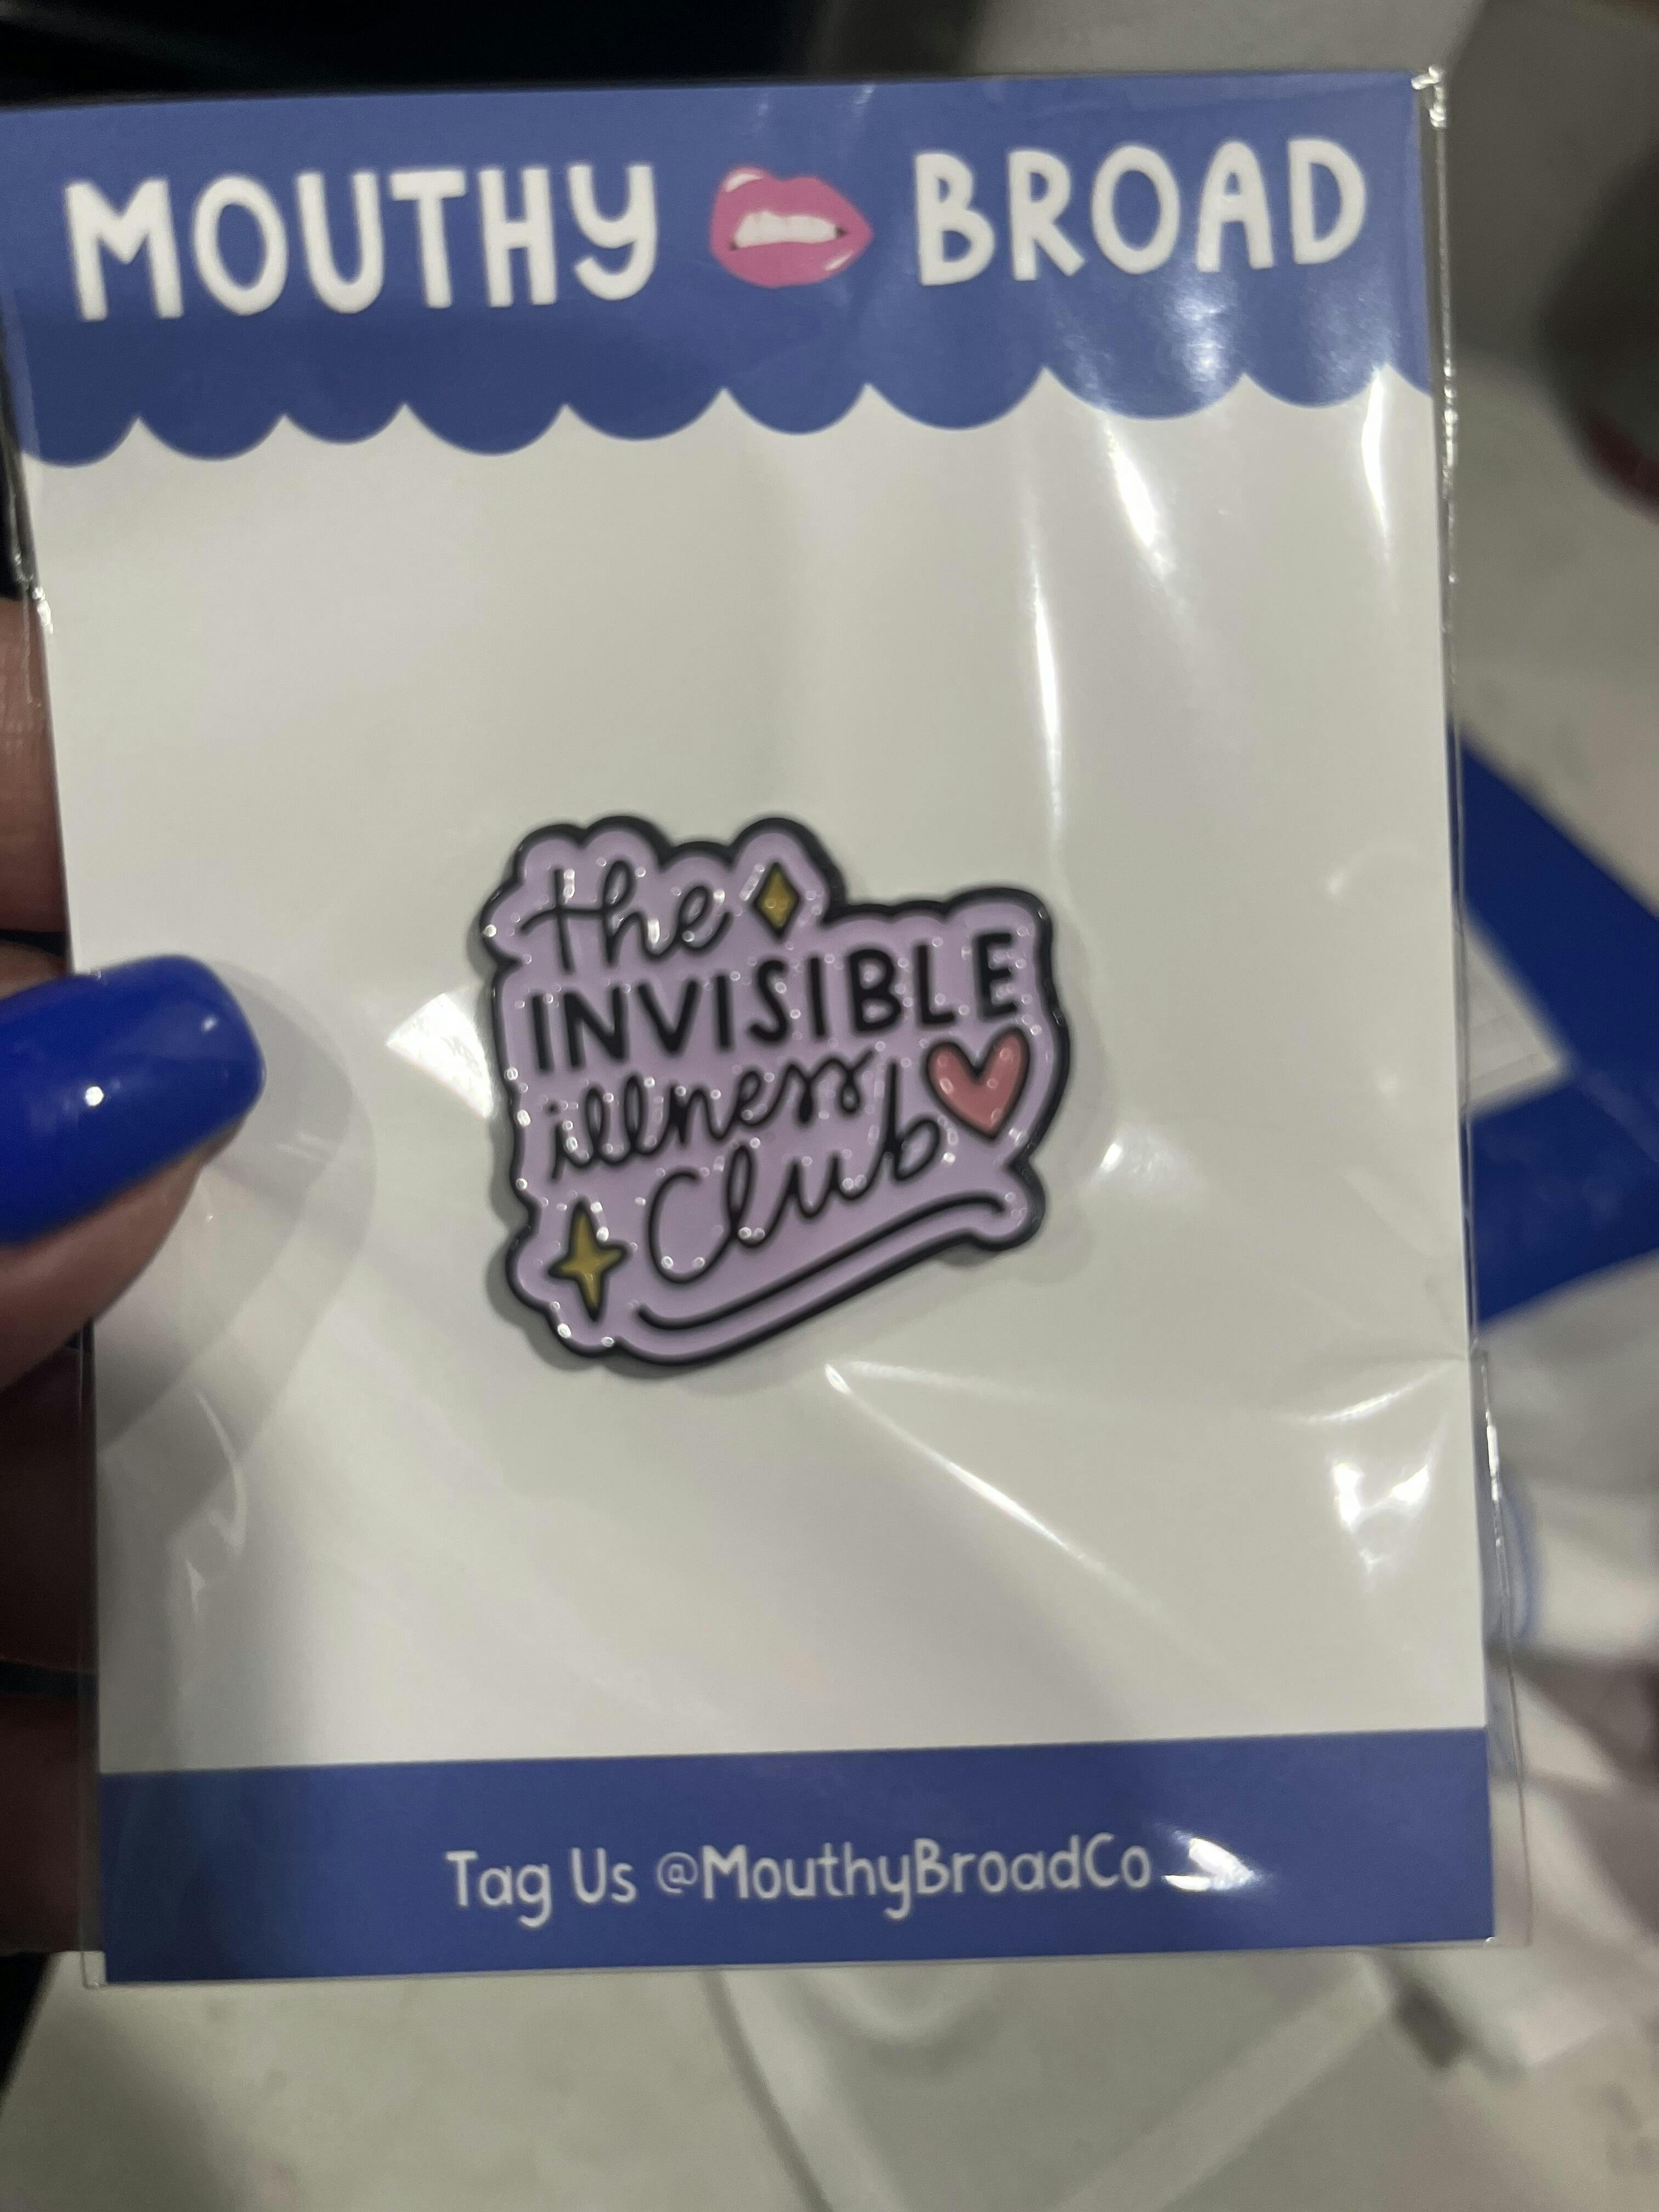 MOUTHY BROAD
the
INVISIBLE
illness
Club
Tag Us @MouthyBroadCo